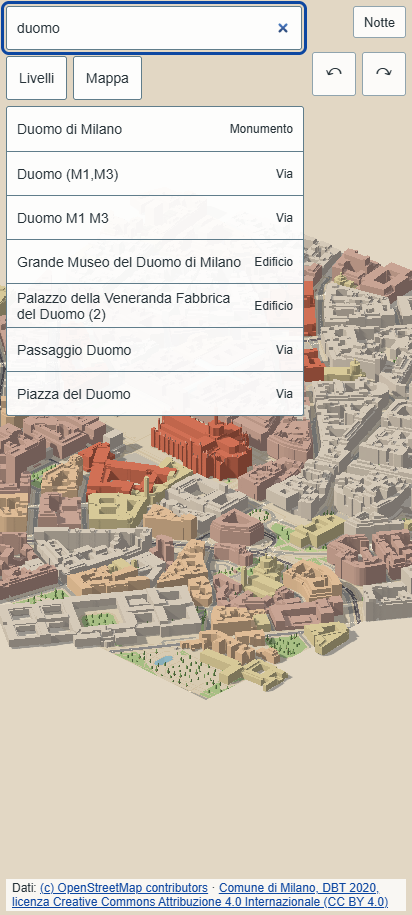 duomo ×
Notte
Livelli
Mappa
Duomo di Milano Monumento
Duomo (M1,M3) Via
Duomo M1 M3 Via
Grande Museo del Duomo di Milano Edificio
Palazzo della Veneranda Fabbrica
del Duomo (2) Edificio
Passaggio Duomo Via
Piazza del Duomo Via
Dati: (c) OpenStreetMap contributors · Comune di Milano, DBT 2020,
licenza Creative Commons Attribuzione 4.0 Internazionale (CC BY 4.0)